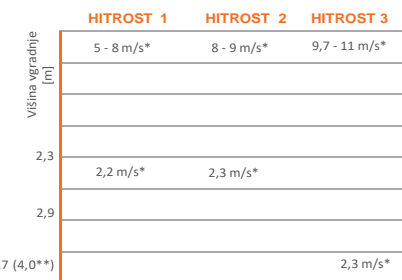 HITROST 1 HITROST 2 HITROST 3
Višina vgradnje
[m]
5 - 8 m/s* 8 - 9 m/s* 9,7 - 11 m/s*
2,3
2,2 m/s* 2,3 m/s*
2,9
7 (4,0**) 2,3 m/s*